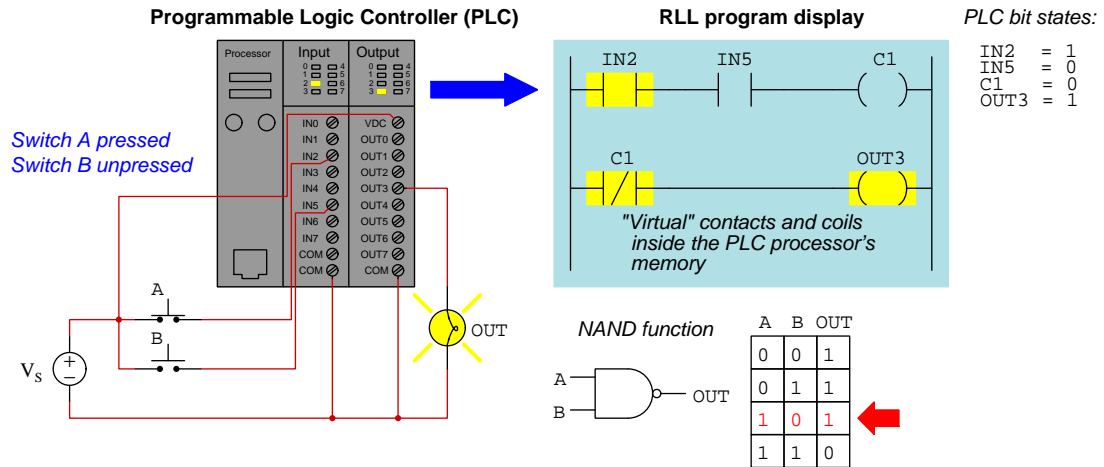 Programmable Logic Controller (PLC)
RLL program display
PLC bit states:
Processor
Input
Output
0 4
1 5
2 6
3 7
0 4
1 5
2 6
3 7
IN0
IN1
IN2
IN3
IN4
IN5
IN6
IN7
COM
COM
VDC
OUT0
OUT1
OUT2
OUT3
OUT4
OUT5
OUT6
OUT7
COM
Switch A pressed
Switch B unpressed
A
B
VS
+
−
OUT
IN2 IN5 C1
C1 OUT3
"Virtual" contacts and coils
inside the PLC processor's
memory
IN2 = 1
IN5 = 0
C1 = 0
OUT3 = 1
NAND function
A
B
OUT
A B OUT
0 0 1
0 1 1
1 0 1
1 1 0